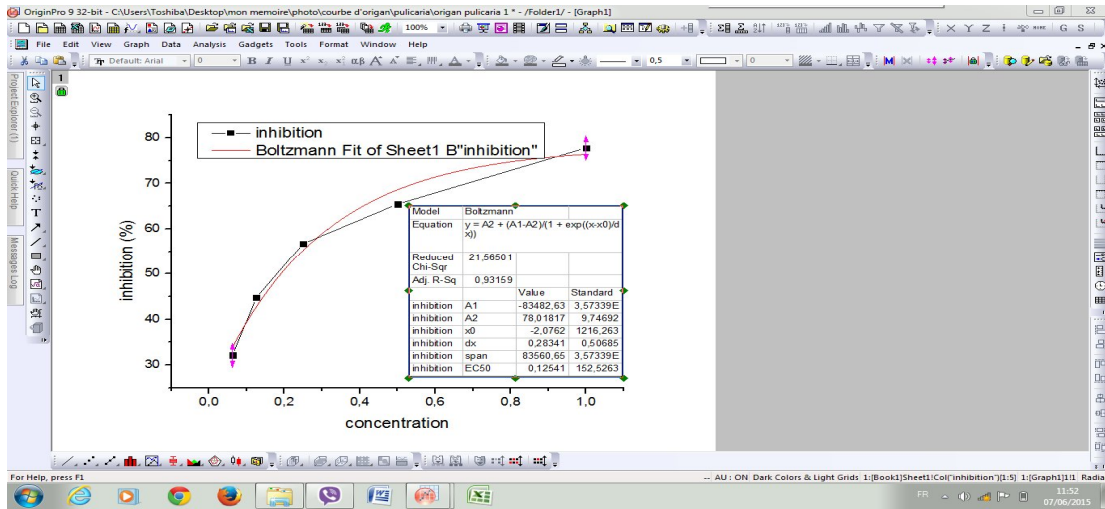 OriginPro 9 32-bit - C:\Users\Toshiba\Desktop\mon memoire\photo\courbe d'origan\pulicaria\origan pulicaria 1 * - /Folder1/ - [Graph1]
100%
X Y Z
G S
File Edit View Graph Data Analysis Gadgets Tools Format Window Help
Default: Arial 0 B I U αβ A A 0,5 0
Project Explorer (1)
Quick Help
Messages Log
1
inhibition
Boltzmann Fit of Sheet1 B"inhibition"
80
70
60
50
40
30
inhibition (%)
0,0 0,2 0,4 0,6 0,8 1,0
concentration
Model Boltzmann
Equation y = A2 + (A1-A2)/(1 + exp((x-x0)/d
x))
Reduced 21,56501
Chi-Sqr
Adj. R-Sq 0,93159
Value Standard
inhibition A1 -83482,63 3,57339E
inhibition A2 78,01817 9,74692
inhibition x0 -2,0762 1216,263
inhibition dx 0,28341 0,50685
inhibition span 83560,65 3,57339E
inhibition EC50 0,12541 152,5263
For Help, press F1
-- AU : ON Dark Colors & Light Grids 1:[Book1]Sheet1!Col("inhibition")[1:5] 1:[Graph1]1!1 Radia
FR
11:52
07/06/2015